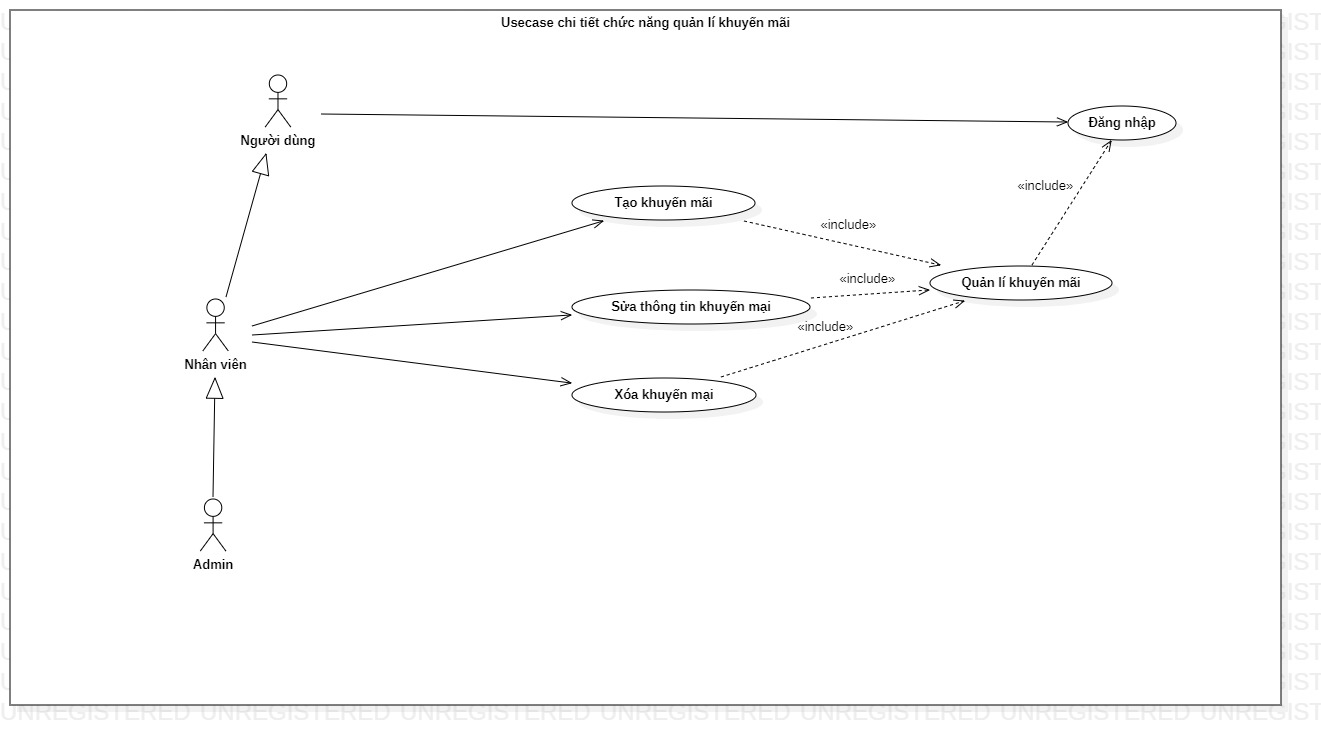 Usecase chi tiết chức năng quản lí khuyến mãi
Người dùng
Đăng nhập
«include»
Tạo khuyến mãi
«include»
Quản lí khuyến mãi
«include»
Sửa thông tin khuyến mại
«include»
Nhân viên
Xóa khuyến mại
Admin
UNREGISTERED UNREGISTERED UNREGISTERED UNREGISTERED UNREGISTERED UNREGISTERED UNREGIST